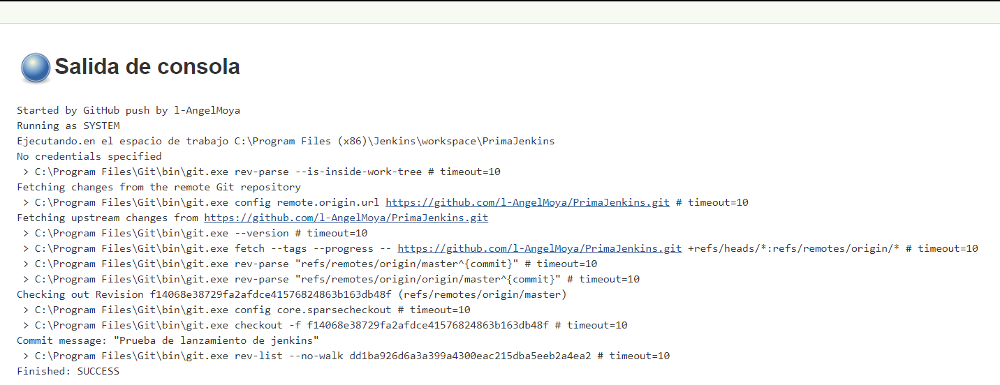 Salida de consola
Started by GitHub push by l-AngelMoya
Running as SYSTEM
Ejecutando.en el espacio de trabajo C:\Program Files (x86)\Jenkins\workspace\PrimaJenkins
No credentials specified
> C:\Program Files\Git\bin\git.exe rev-parse --is-inside-work-tree # timeout=10
Fetching changes from the remote Git repository
> C:\Program Files\Git\bin\git.exe config remote.origin.url https://github.com/l-AngelMoya/PrimaJenkins.git # timeout=10
Fetching upstream changes from https://github.com/l-AngelMoya/PrimaJenkins.git
> C:\Program Files\Git\bin\git.exe --version # timeout=10
> C:\Program Files\Git\bin\git.exe fetch --tags --progress -- https://github.com/l-AngelMoya/PrimaJenkins.git +refs/heads/*:refs/remotes/origin/* # timeout=10
> C:\Program Files\Git\bin\git.exe rev-parse "refs/remotes/origin/master^{commit}" # timeout=10
> C:\Program Files\Git\bin\git.exe rev-parse "refs/remotes/origin/origin/master^{commit}" # timeout=10
Checking out Revision f14068e38729fa2afdce41576824863b163db48f (refs/remotes/origin/master)
> C:\Program Files\Git\bin\git.exe config core.sparsecheckout # timeout=10
> C:\Program Files\Git\bin\git.exe checkout -f f14068e38729fa2afdce41576824863b163db48f # timeout=10
Commit message: "Prueba de lanzamiento de jenkins"
> C:\Program Files\Git\bin\git.exe rev-list --no-walk dd1ba926d6a3a399a4300eac215dba5eeb2a4ea2 # timeout=10
Finished: SUCCESS